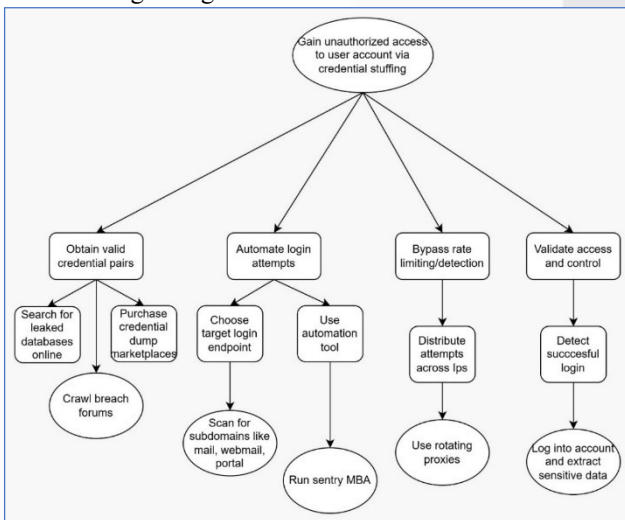 Gain unauthorized access
to user account via
credential stuffing
Obtain valid
credential pairs
Automate login
attempts
Bypass rate
limiting/detection
Validate access
and control
Search for
leaked
databases
online
Purchase
credential
dump
marketplaces
Choose
target login
endpoint
Use
automation
tool
Distribute
attempts
across Ips
Detect
succcesful
login
Crawl breach
forums
Scan for
subdomains like
mail, webmail,
portal
Run sentry MBA
Use rotating
proxies
Log into account
and extract
sensitive data